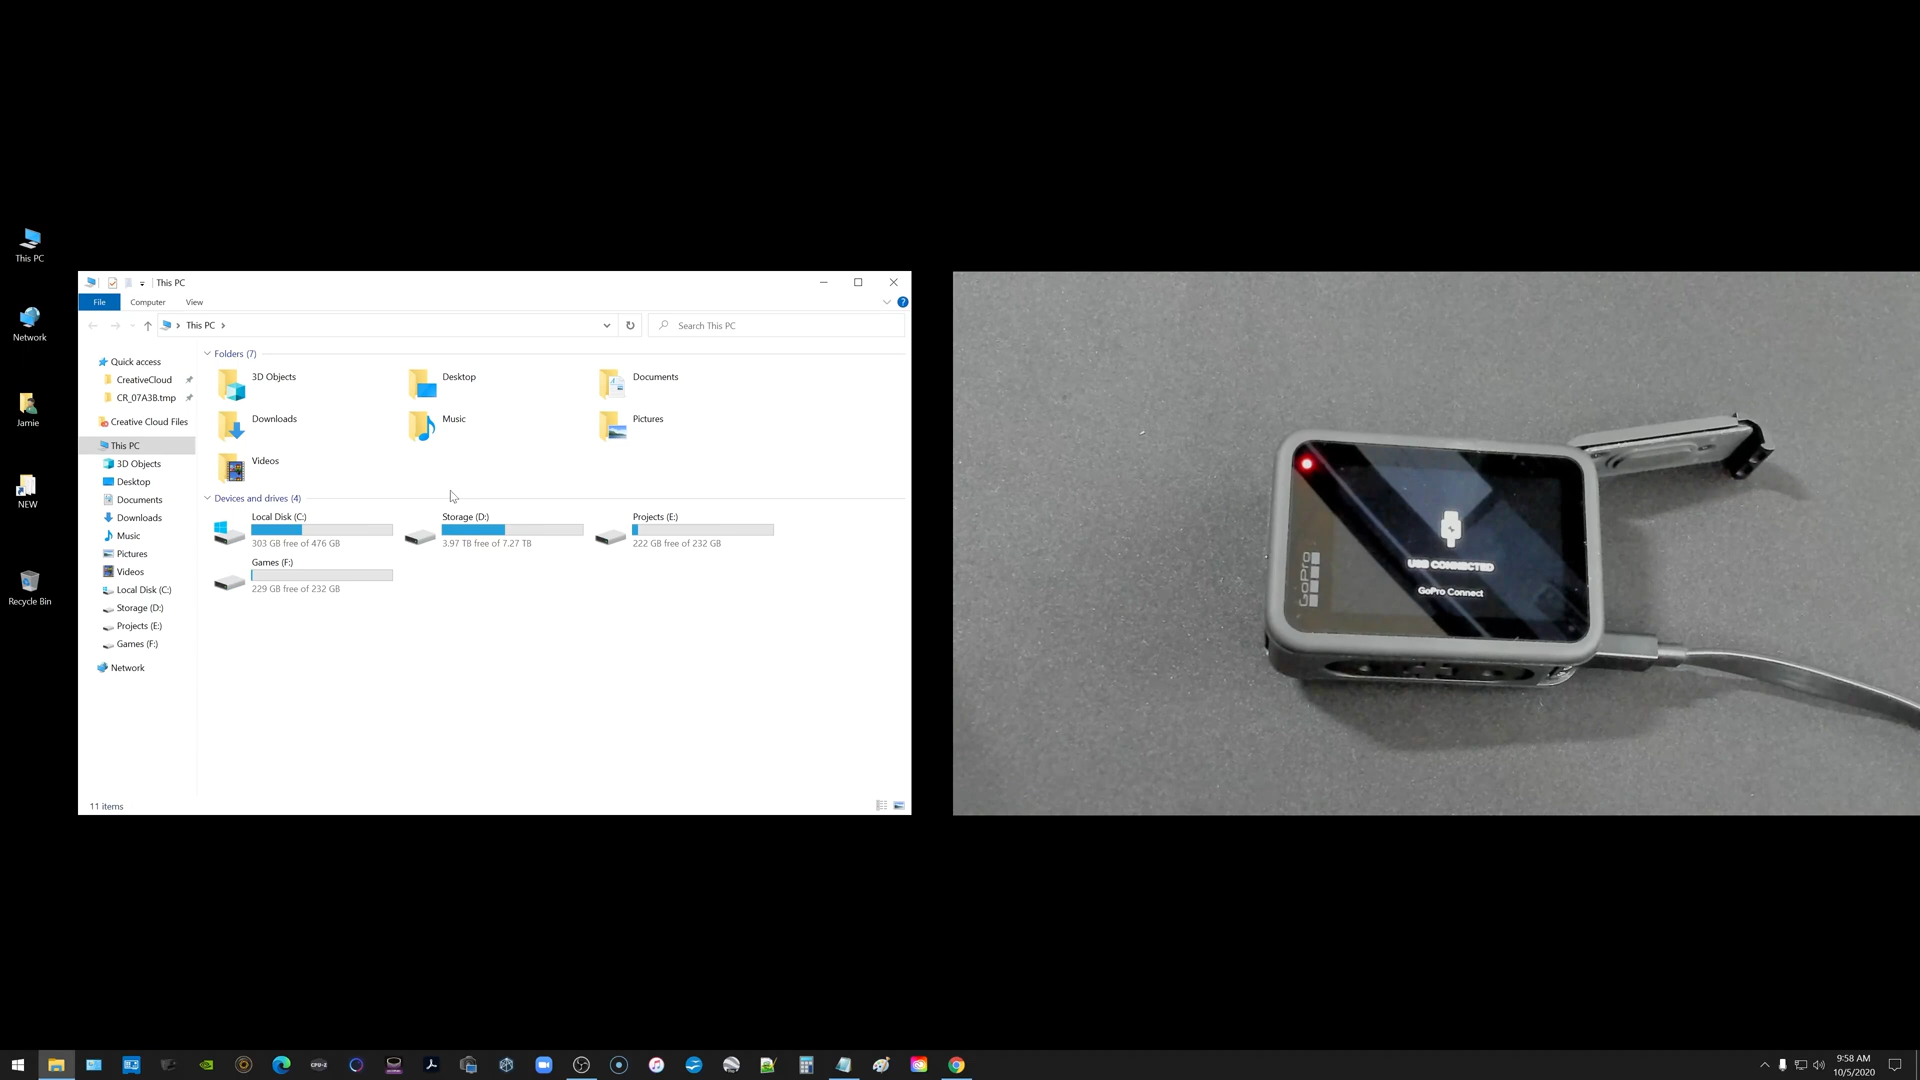 This PC
Network
Jamie
NEW
Recycle Bin
This PC
File
Computer
View
This PC
Search This PC
Quick access
CreativeCloud
CR_07A3B.tmp
Creative Cloud Files
This PC
3D Objects
Desktop
Documents
Downloads
Music
Pictures
Videos
Local Disk (C:)
Storage (D:)
Projects (E:)
Games (F:)
Network
Folders (7)
3D Objects
Desktop
Documents
Downloads
Music
Pictures
Videos
Devices and drives (4)
Local Disk (C:)
303 GB free of 476 GB
Storage (D:)
3.97 TB free of 7.27 TB
Projects (E:)
222 GB free of 232 GB
Games (F:)
229 GB free of 232 GB
11 items
GoPro
USB CONNECTED
GoPro Connect
CPU-Z
9:58 AM
10/5/2020